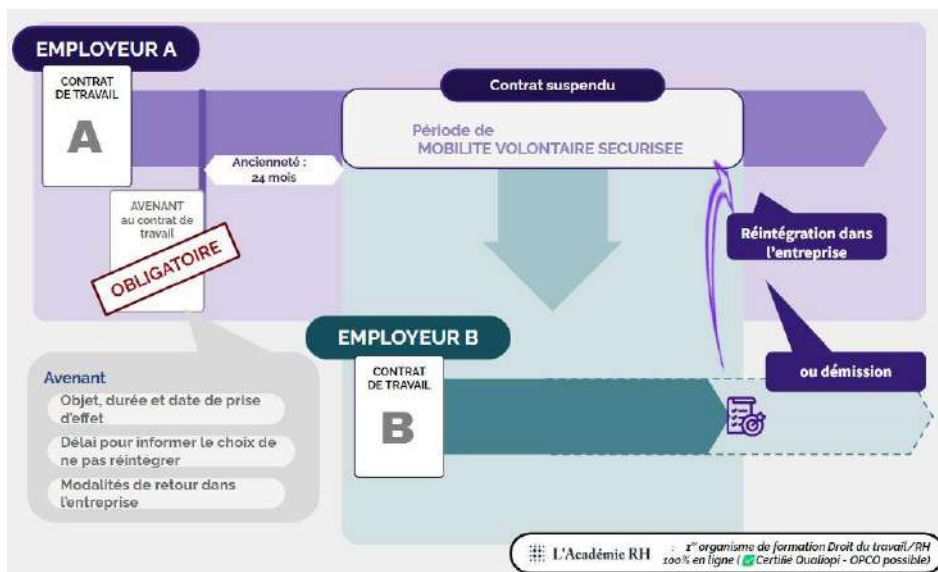 EMPLOYEUR A
CONTRAT
DE TRAVAIL
A
Contrat suspendu
Période de
MOBILITE VOLONTAIRE SECURISEE
Ancienneté :
24 mois
AVENANT
au contrat de
travail
OBLIGATOIRE
Réintégration dans
l'entreprise
EMPLOYEUR B
CONTRAT
DE TRAVAIL
B
ou démission
Avenant
Objet, durée et date de prise
d'effet
Délai pour informer le choix de
ne pas réintégrer
Modalités de retour dans
l'entreprise
L'Académie RH
: 1er organisme de formation Droit du travail/RH
100% en ligne ( ✅ Certifié Qualiopi - OPCO possible)